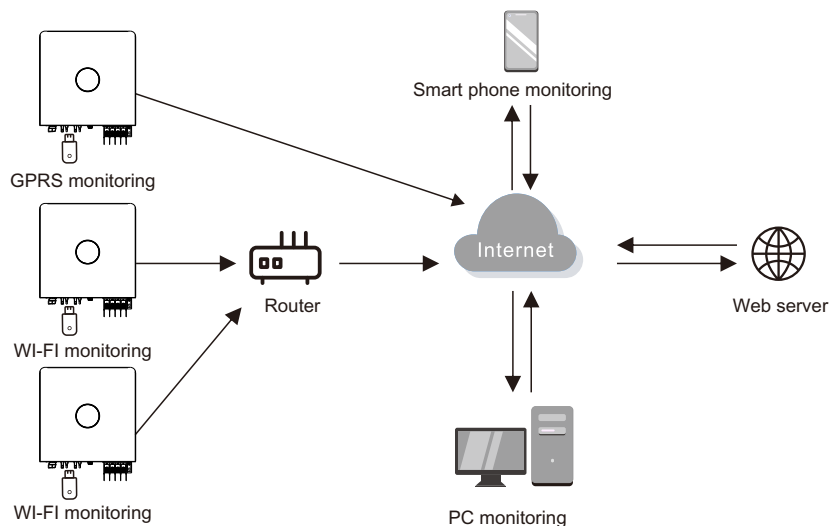 Smart phone monitoring
GPRS monitoring
Internet
Router
Web server
WI-FI monitoring
WI-FI monitoring
PC monitoring